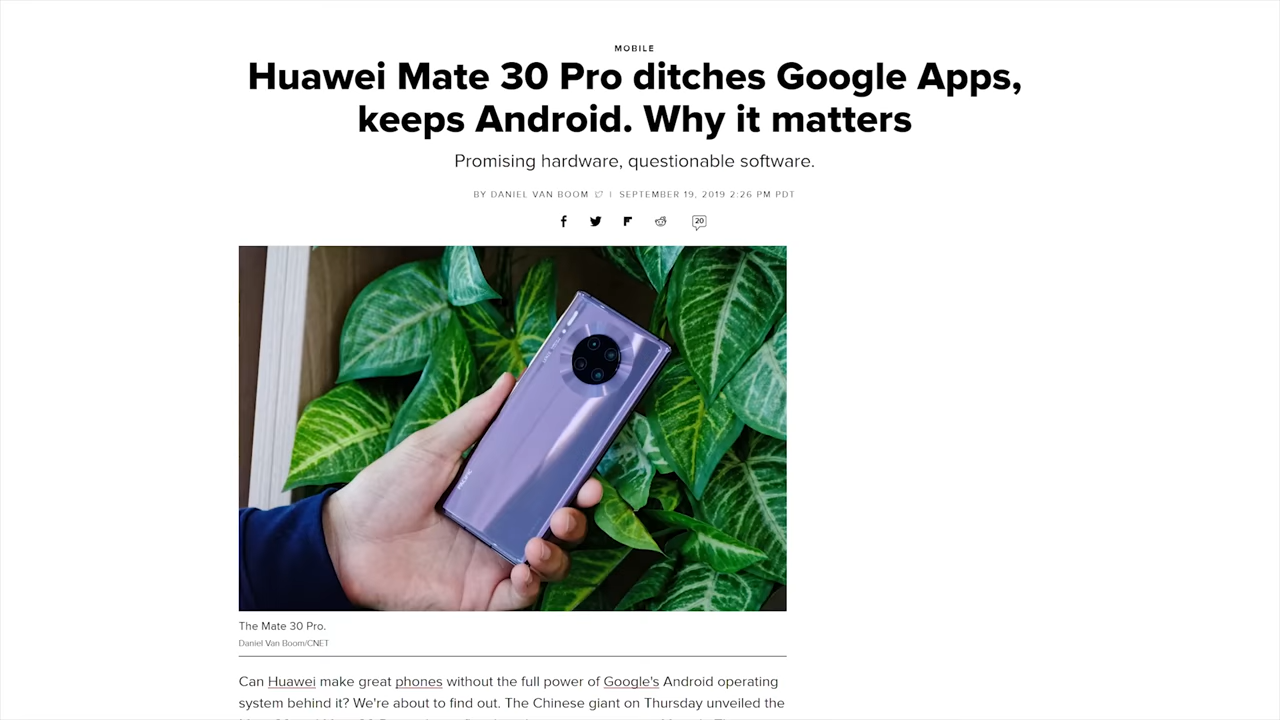 MOBILE
Huawei Mate 30 Pro ditches Google Apps,
keeps Android. Why it matters
Promising hardware, questionable software.
BY DANIEL VAN BOOM | SEPTEMBER 19, 2019 2:26 PM PDT
20
The Mate 30 Pro.
Daniel Van Boom/CNET
Can Huawei make great phones without the full power of Google's Android operating
system behind it? We're about to find out. The Chinese giant on Thursday unveiled the